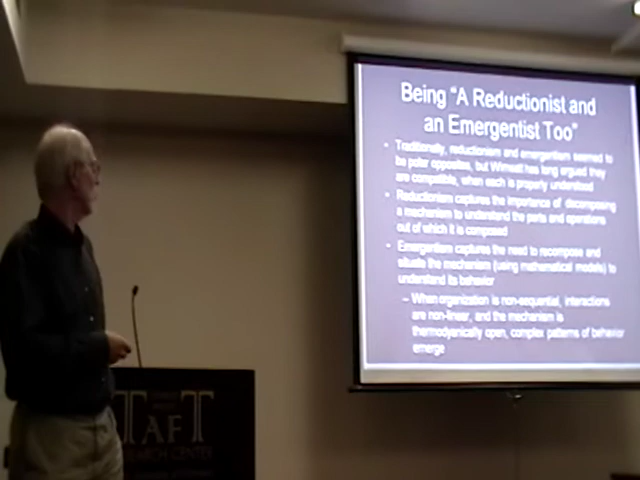 Being "A Reductionist and
an Emergentist Too"
• Traditionally, reductionism and emergentism seemed to
be polar opposites, but Wimsatt has long argued they
are compatible, when each is properly understood
• Reductionism captures the importance of decomposing
a mechanism to understand the parts and operations
out of which it is composed
• Emergentism captures the need to recompose and
situate the mechanism (using mathematical models) to
understand its behavior
– When organization is non-sequential, interactions
are non-linear, and the mechanism is
thermodyanically open, complex patterns of behavior
emerge
TAFT
RESEARCH CENTER